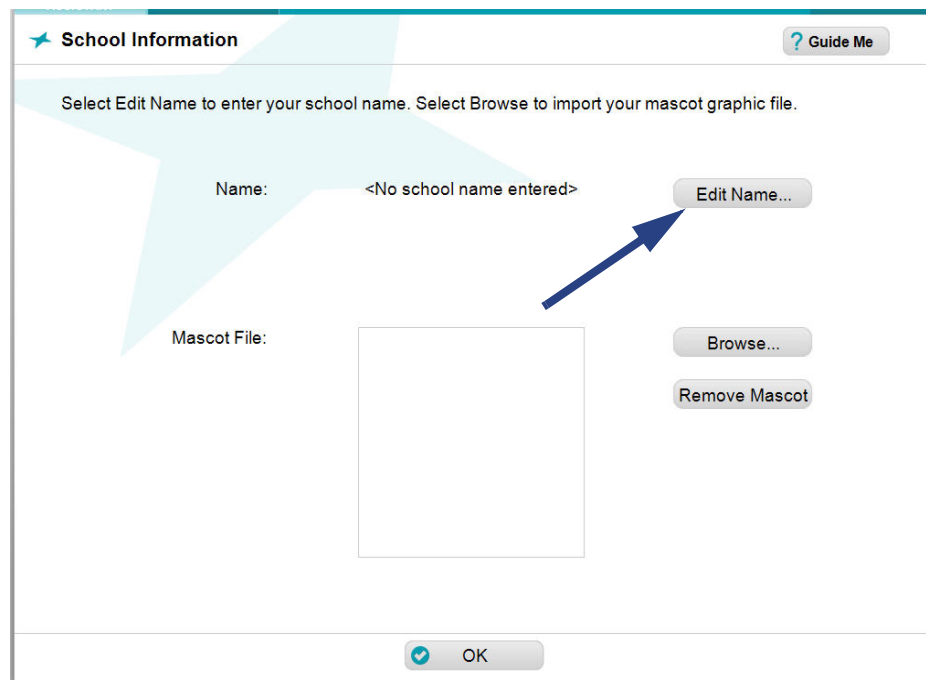 School Information
? Guide Me
Select Edit Name to enter your school name. Select Browse to import your mascot graphic file.
Name: <No school name entered> Edit Name...
Mascot File: Browse...
Remove Mascot
OK